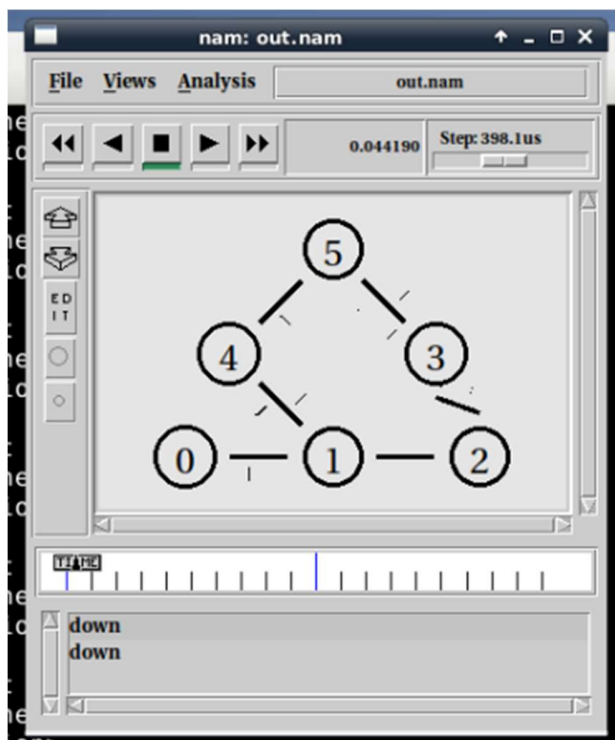 nam: out.nam
File Views Analysis out.nam
0.044190 Step: 398.1us
ED
IT
5
4 3
0 1 2
TIME
down
down